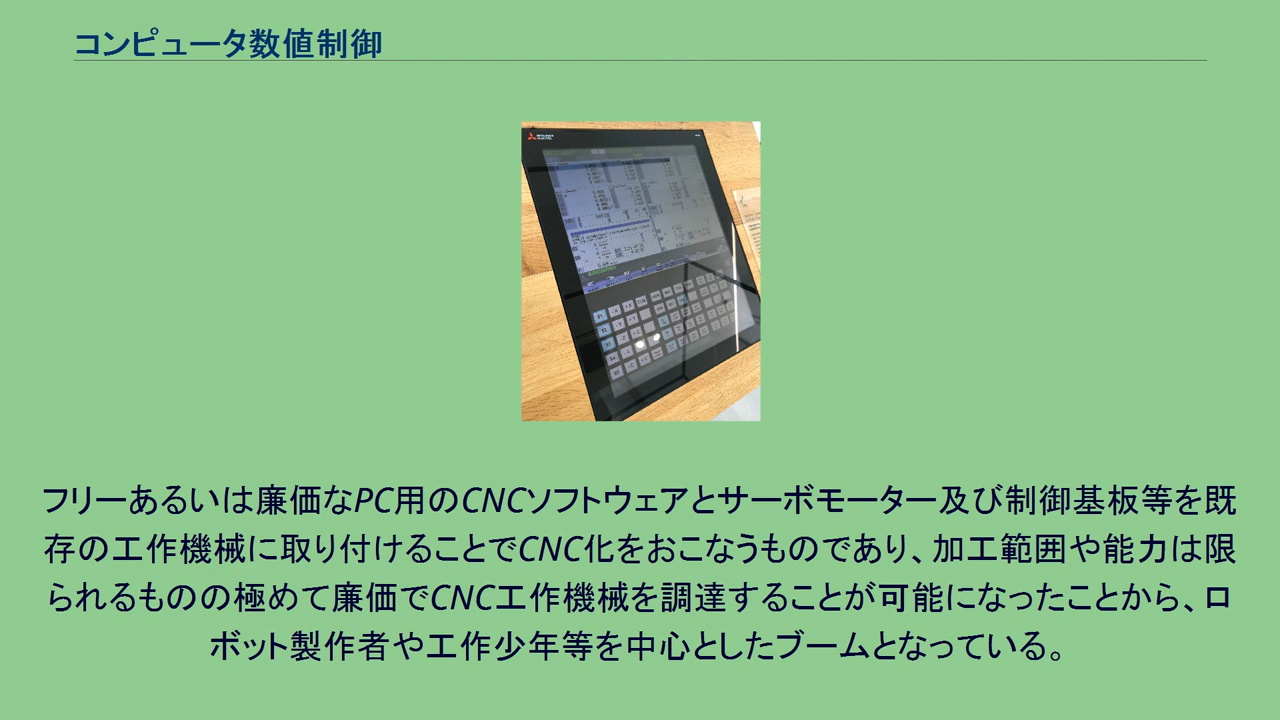 コンピュータ数値制御
MITSUBISHI
ELECTRIC
フリーあるいは廉価なPC用のCNCソフトウェアとサーボモーター及び制御基板等を既
存の工作機械に取り付けることでCNC化をおこなうものであり、加工範囲や能力は限
られるものの極めて廉価でCNC工作機械を調達することが可能になったことから、ロ
ボット製作者や工作少年等を中心としたブームとなっている。